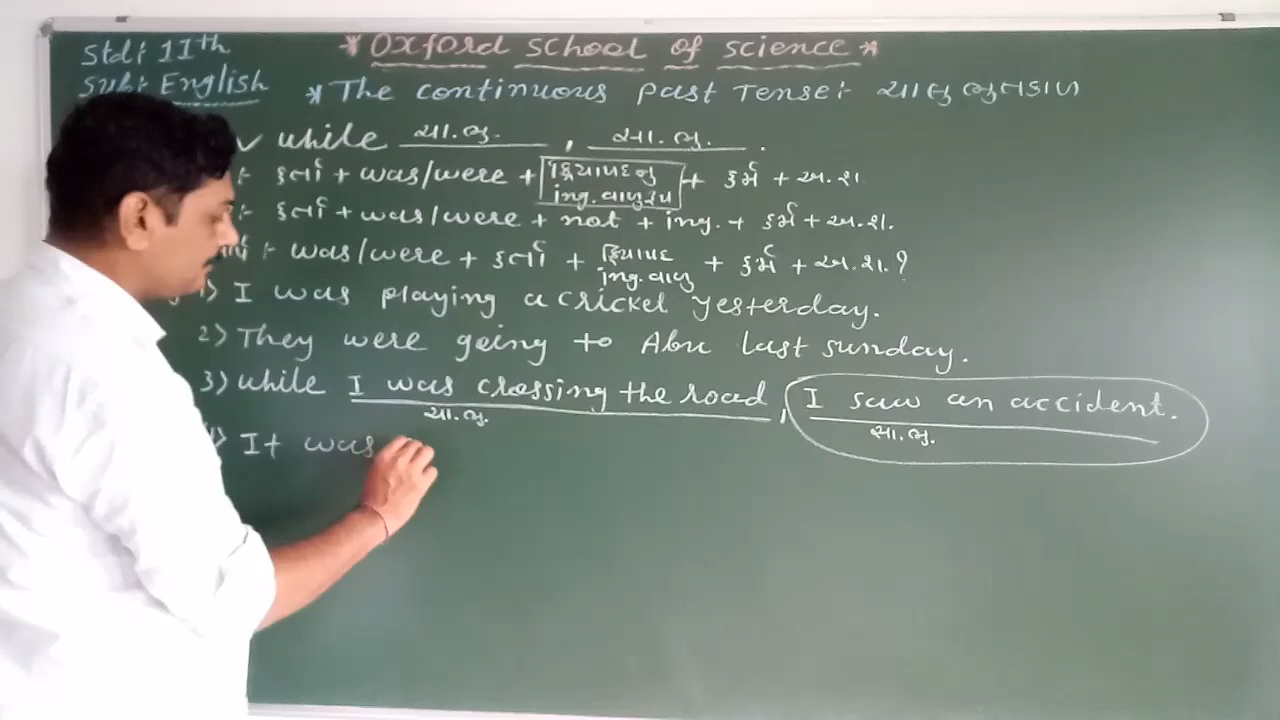 Std: 11th
* Oxford School of science *
Sub: English
* The continuous past Tense:- ચાલુ ભૂતકાળ
✓ while ચા.ભૂ. , સા.ભૂ. .
:- કર્તા + was/were + ક્રિયાપદનું ing.વાળુરૂપ + કર્મ + અ.શ.
:- કર્તા + was/were + not + ing. + કર્મ + અ.શ.
:- was/were + કર્તા + ક્રિયાપદ ing.વાળુ + કર્મ + અ.શ.?
1) I was playing a cricket yesterday.
2) They were going to Abu last sunday.
3) while I was crossing the road, I saw an accident.
ચા.ભૂ. સા.ભૂ.
4) It was